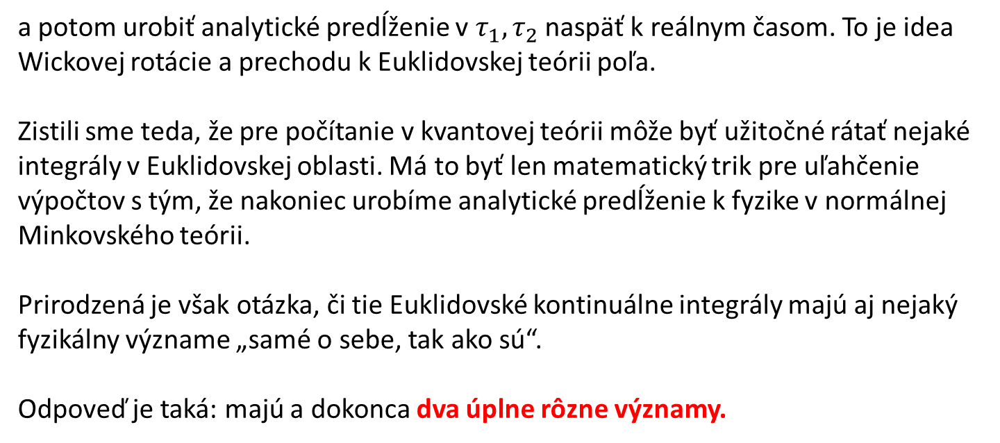 a potom urobiť analytické predĺženie v τ₁, τ₂ naspäť k reálnym časom. To je idea
Wickovej rotácie a prechodu k Euklidovskej teórii poľa.
Zistili sme teda, že pre počítanie v kvantovej teórii môže byť užitočné rátať nejaké
integrály v Euklidovskej oblasti. Má to byť len matematický trik pre uľahčenie
výpočtov s tým, že nakoniec urobíme analytické predĺženie k fyzike v normálnej
Minkovského teórii.
Prirodzená je však otázka, či tie Euklidovské kontinuálne integrály majú aj nejaký
fyzikálny význame „samé o sebe, tak ako sú“.
Odpoveď je taká: majú a dokonca dva úplne rôzne významy.